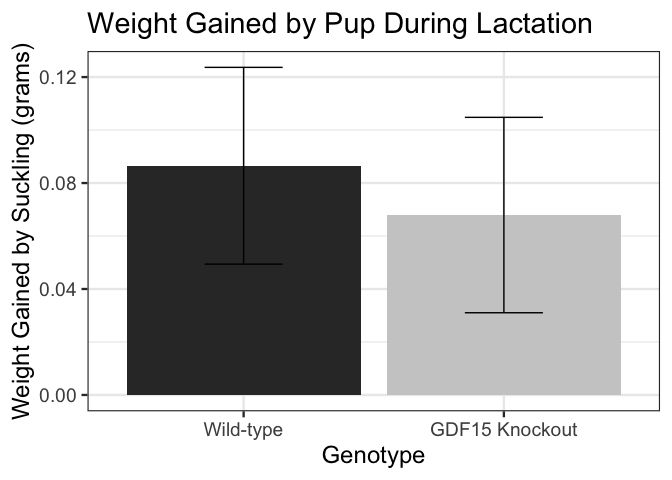 Weight Gained by Pup During Lactation
Weight Gained by Suckling (grams)
0.12
0.08
0.04
0.00
Wild-type
GDF15 Knockout
Genotype